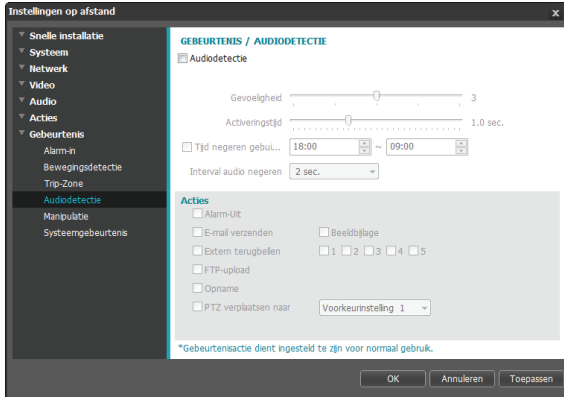 Instellingen op afstand x
Snelle installatie
Systeem
Netwerk
Video
Audio
Acties
Gebeurtenis
Alarm-in
Bewegingsdetectie
Trip-Zone
Audiodetectie
Manipulatie
Systeemgebeurtenis
GEBEURTENIS / AUDIODETECTIE
Audiodetectie
Gevoeligheid 3
Activeringstijd 1.0 sec.
Tijd negeren gebui... 18:00 ~ 09:00
Interval audio negeren 2 sec.
Acties
Alarm-Uit
E-mail verzenden Beeldbijlage
Extern terugbellen 1 2 3 4 5
FTP-upload
Opname
PTZ verplaatsen naar Voorkeurinstelling 1
*Gebeurtenisactie dient ingesteld te zijn voor normaal gebruik.
OK Annuleren Toepassen